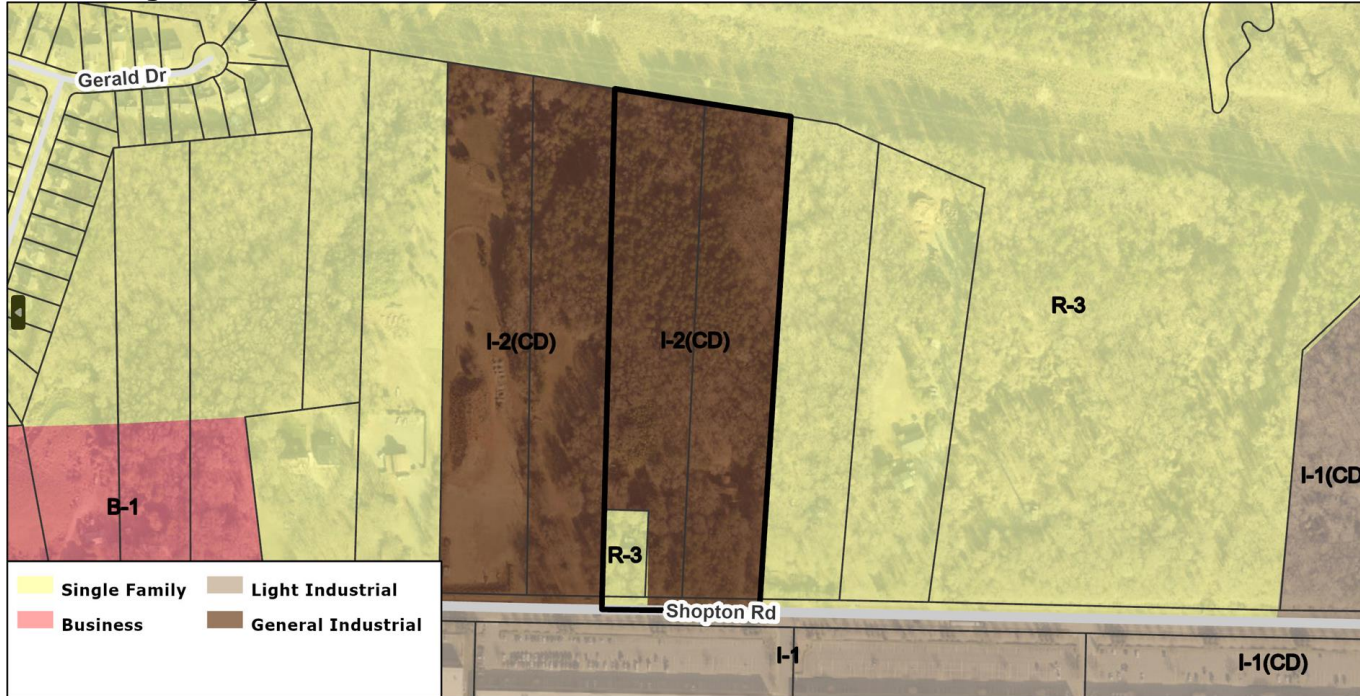 Gerald Dr
R-3
I-2(CD)
I-2(CD)
I-1(CD
B-1
R-3
Single Family
Light Industrial
Business
General Industrial
Shopton Rd
I-1
I-1(CD)